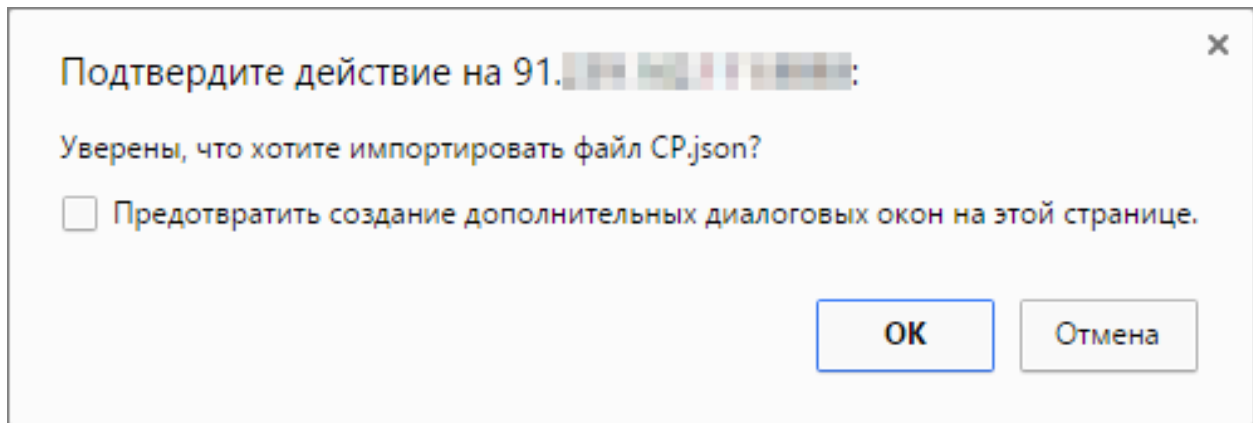 Подтвердите действие на 91.
Уверены, что хотите импортировать файл CP.json?
Предотвратить создание дополнительных диалоговых окон на этой странице.
OK
Отмена